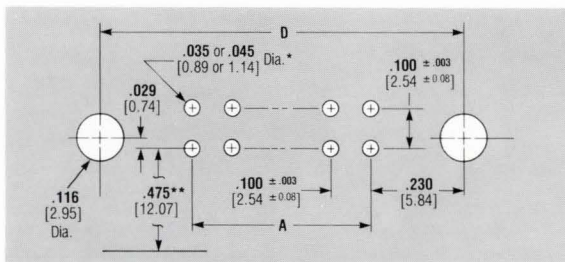 D
.035 or .045
[0.89 or 1.14] Dia.*
.100 ± .003
[2.54 ± 0.08]
.029
[0.74]
.116
[2.95]
Dia.
.475**
[12.07]
.100 ± .003
[2.54 ± 0.08]
.230
[5.84]
A